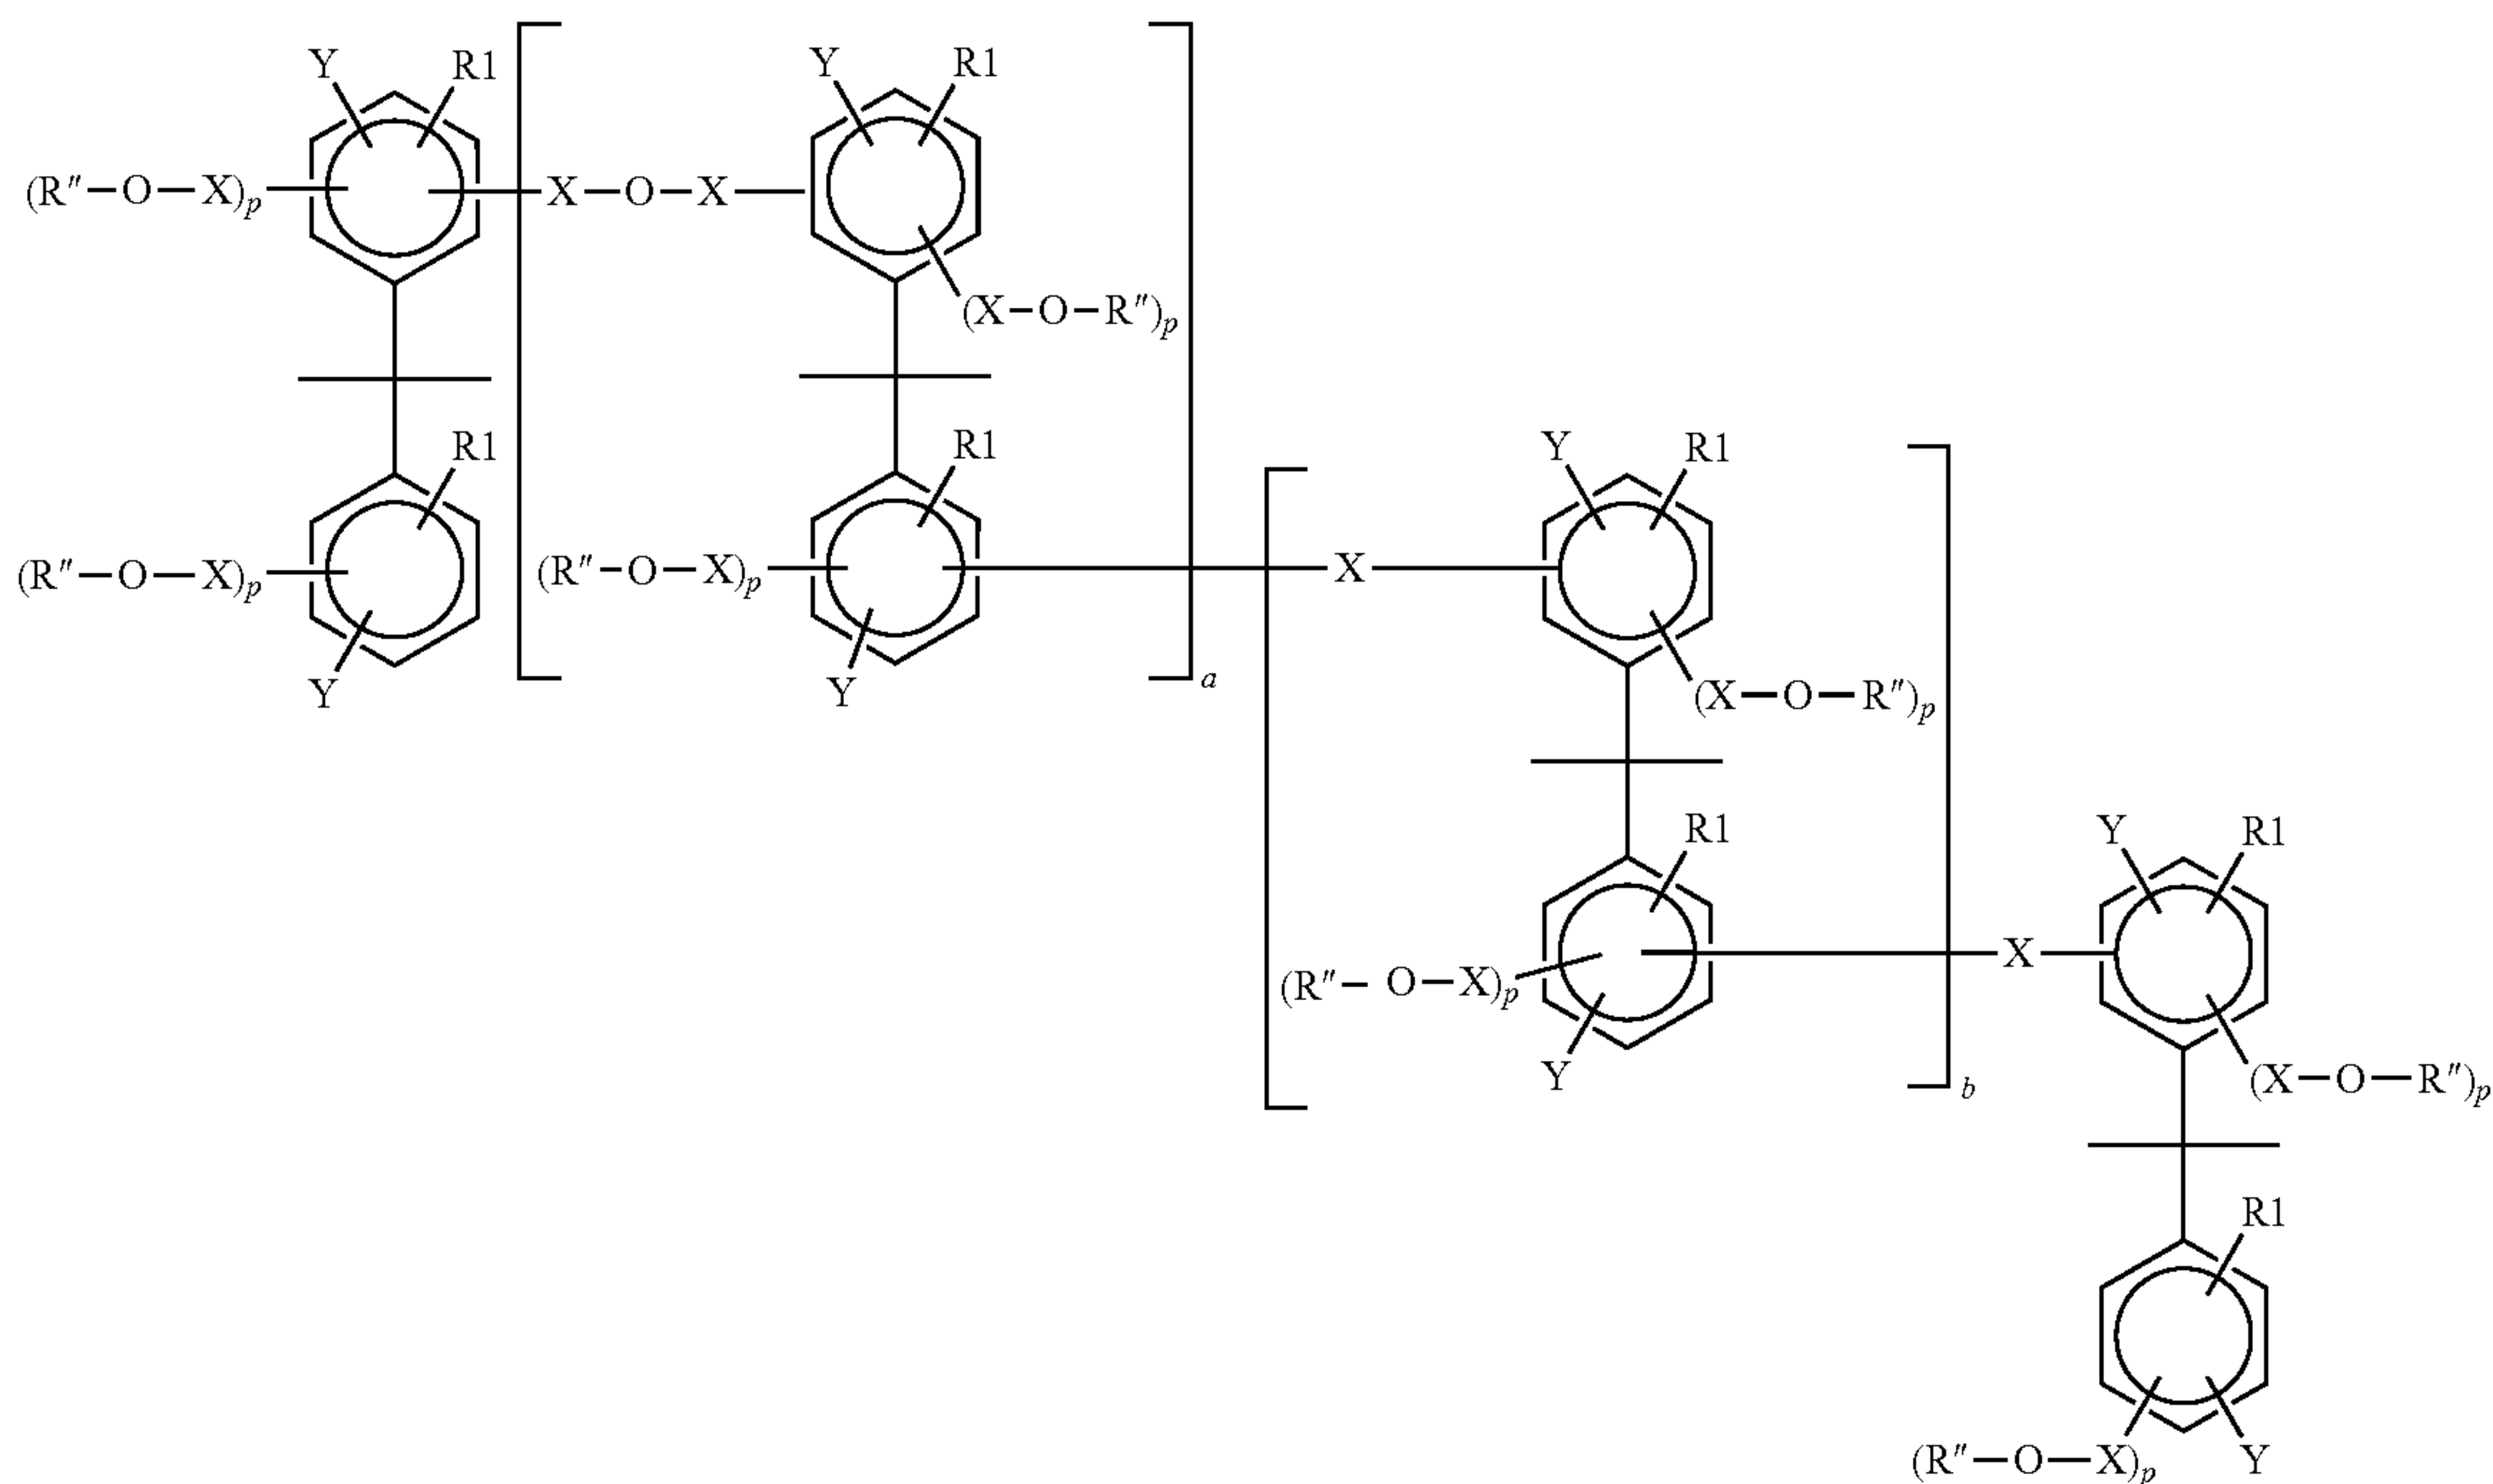 Y R1 Y R1
(R″—O—X)p X—O—X
(X—O—R″)p
R1 R1 Y R1
(R″—O—X)p (R″—O—X)p X
Y Y a (X—O—R″)p
R1 Y R1
X
(R″— O—X)p
Y b (X—O—R″)p
R1
(R″—O—X)p Y